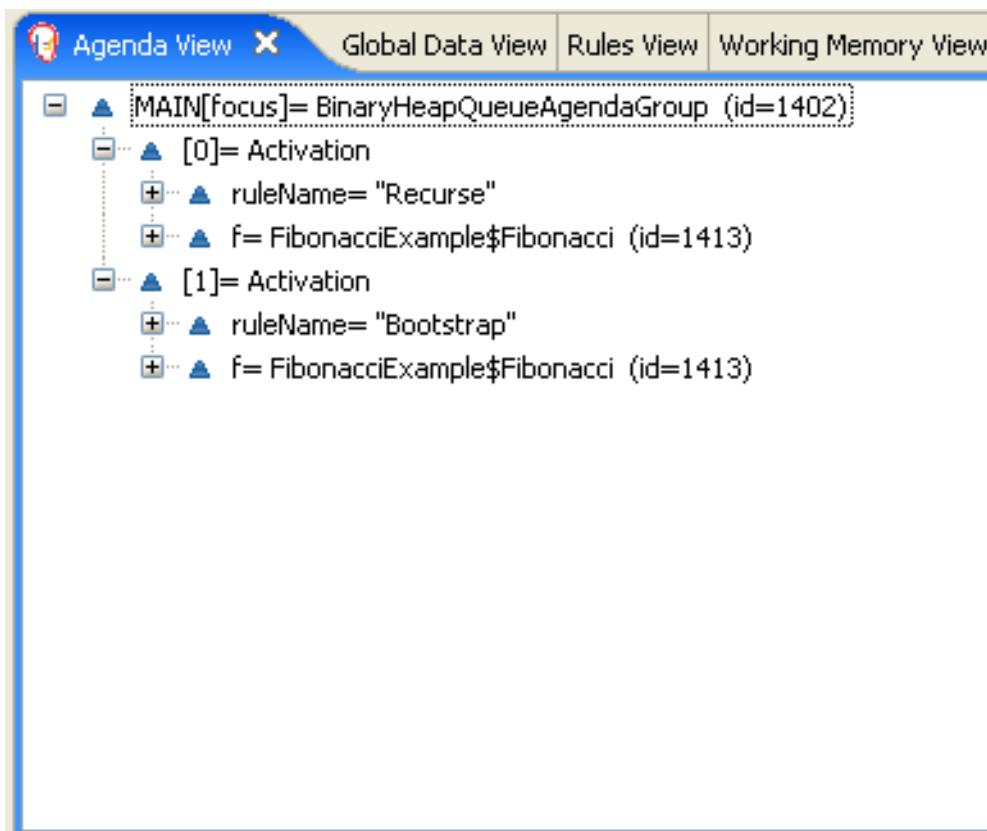 Agenda View Global Data View Rules View Working Memory View
MAIN[focus]= BinaryHeapQueueAgendaGroup (id=1402)
[0]= Activation
ruleName= "Recurse"
f= FibonacciExample$Fibonacci (id=1413)
[1]= Activation
ruleName= "Bootstrap"
f= FibonacciExample$Fibonacci (id=1413)